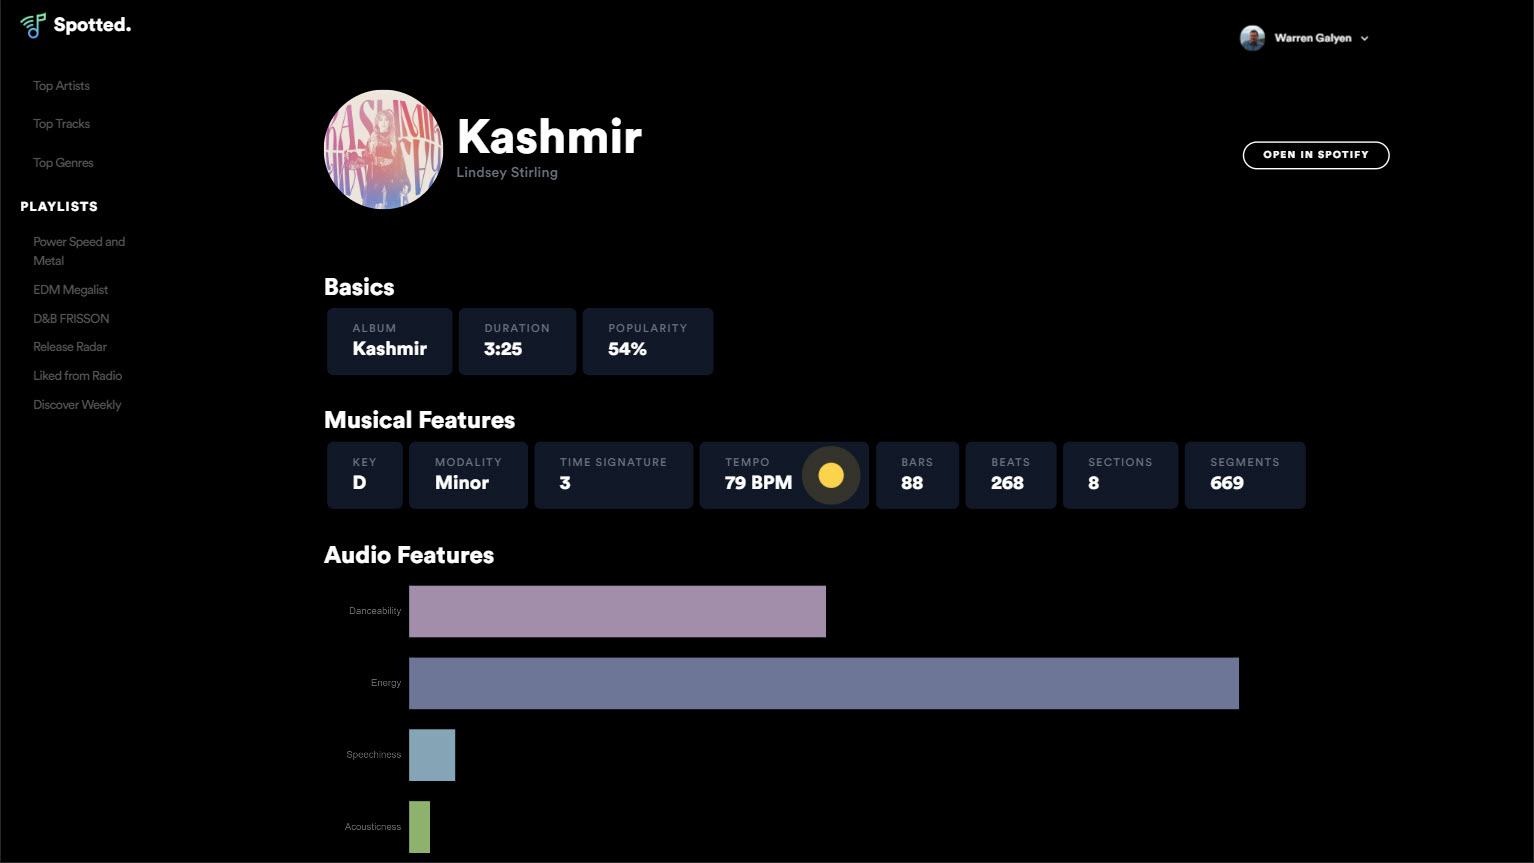 Spotted.
Warren Galyen
Top Artists
Top Tracks
Top Genres
PLAYLISTS
Power Speed and
Metal
EDM Megalist
D&B FRISSON
Release Radar
Liked from Radio
Discover Weekly
KASHMIR
Kashmir
Lindsey Stirling
OPEN IN SPOTIFY
Basics
ALBUM
Kashmir
DURATION
3:25
POPULARITY
54%
Musical Features
KEY
D
MODALITY
Minor
TIME SIGNATURE
3
TEMPO
79 BPM
BARS
88
BEATS
268
SECTIONS
8
SEGMENTS
669
Audio Features
Danceability
Energy
Speechiness
Acousticness